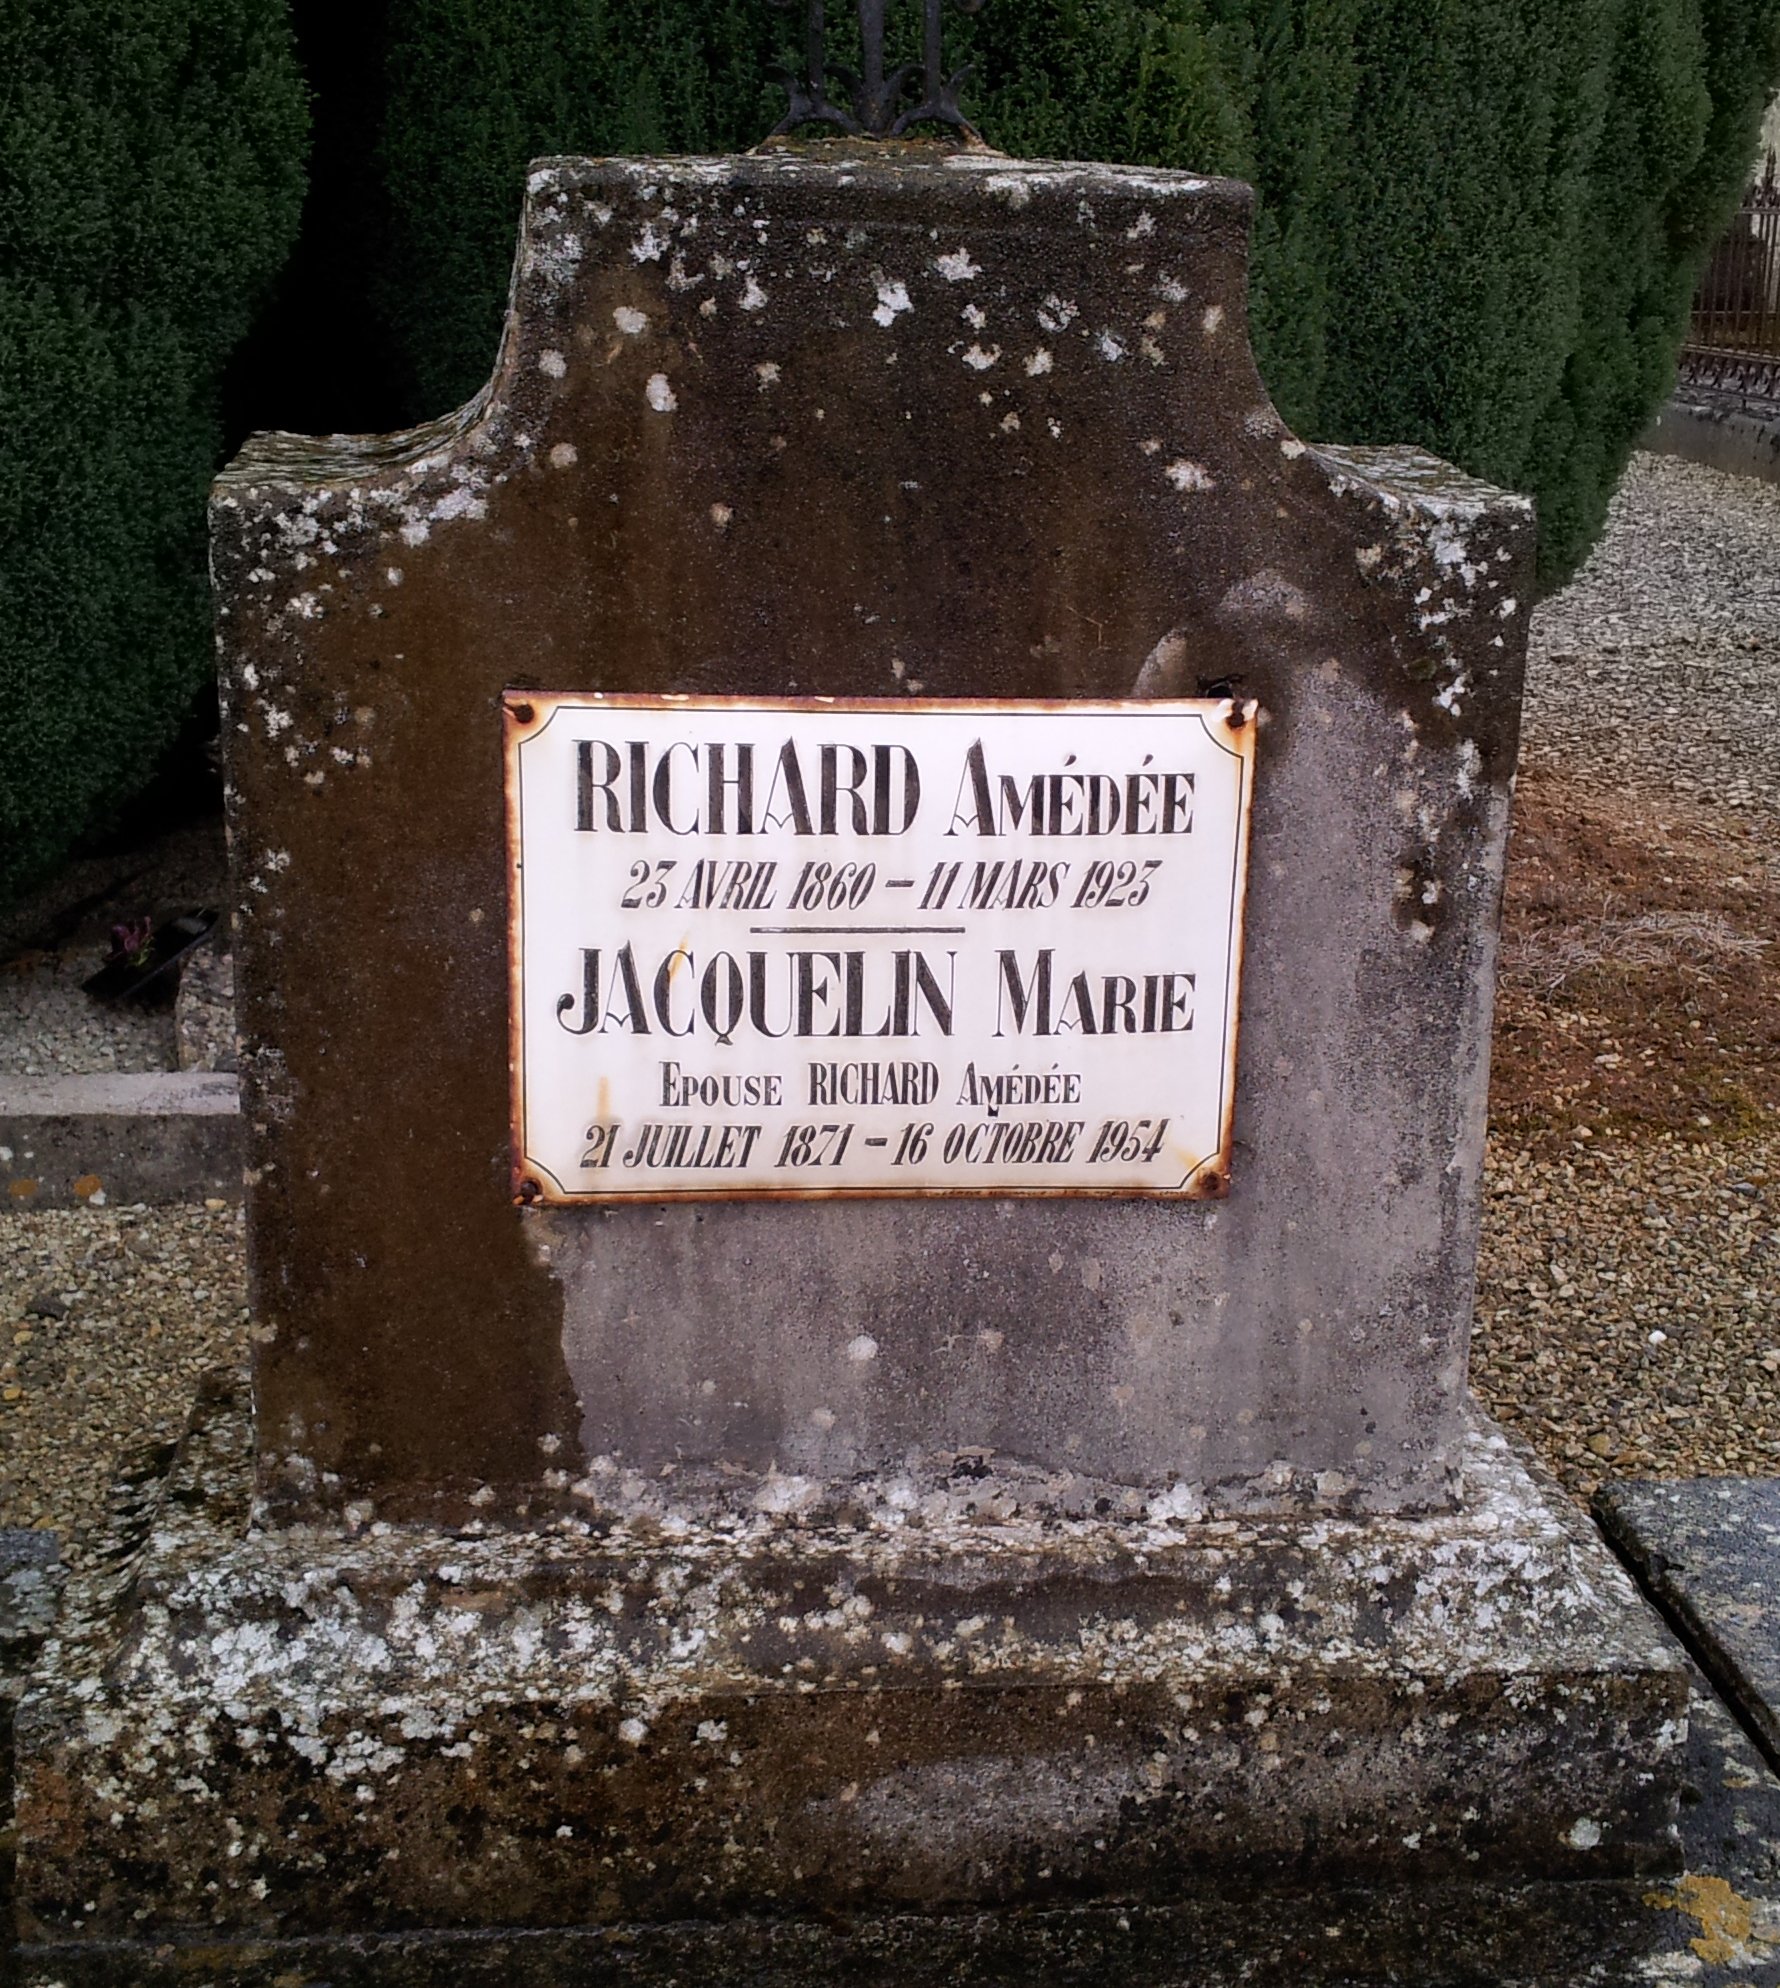 RICHARD AMÉDÉE
23 AVRIL 1860 – 11 MARS 1923
JACQUELIN MARIE
EPOUSE RICHARD AMÉDÉE
21 JUILLET 1871 – 16 OCTOBRE 1954